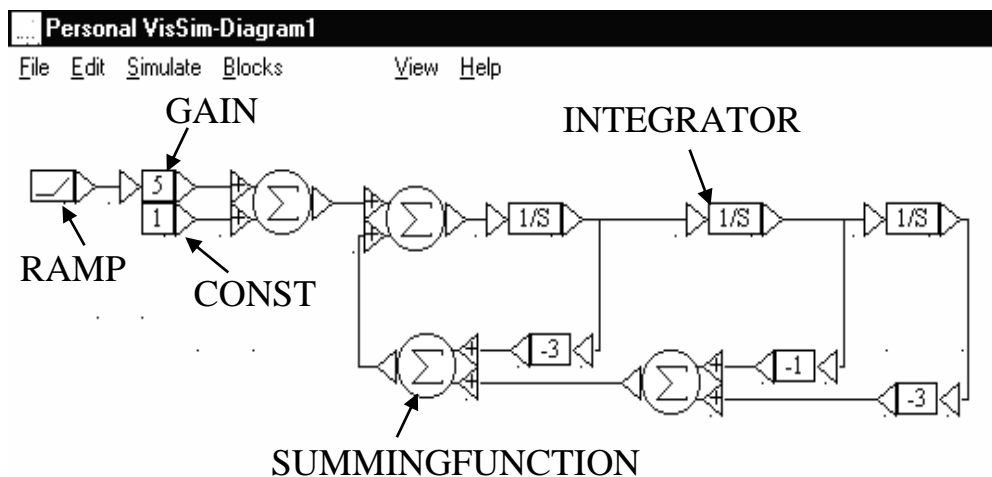 Personal VisSim-Diagram1
File Edit Simulate Blocks View Help
GAIN
INTEGRATOR
5
1
Σ
Σ
1/S
1/S
1/S
+
+
+
+
RAMP
CONST
Σ
+
+
-3
Σ
+
+
-1
-3
SUMMINGFUNCTION